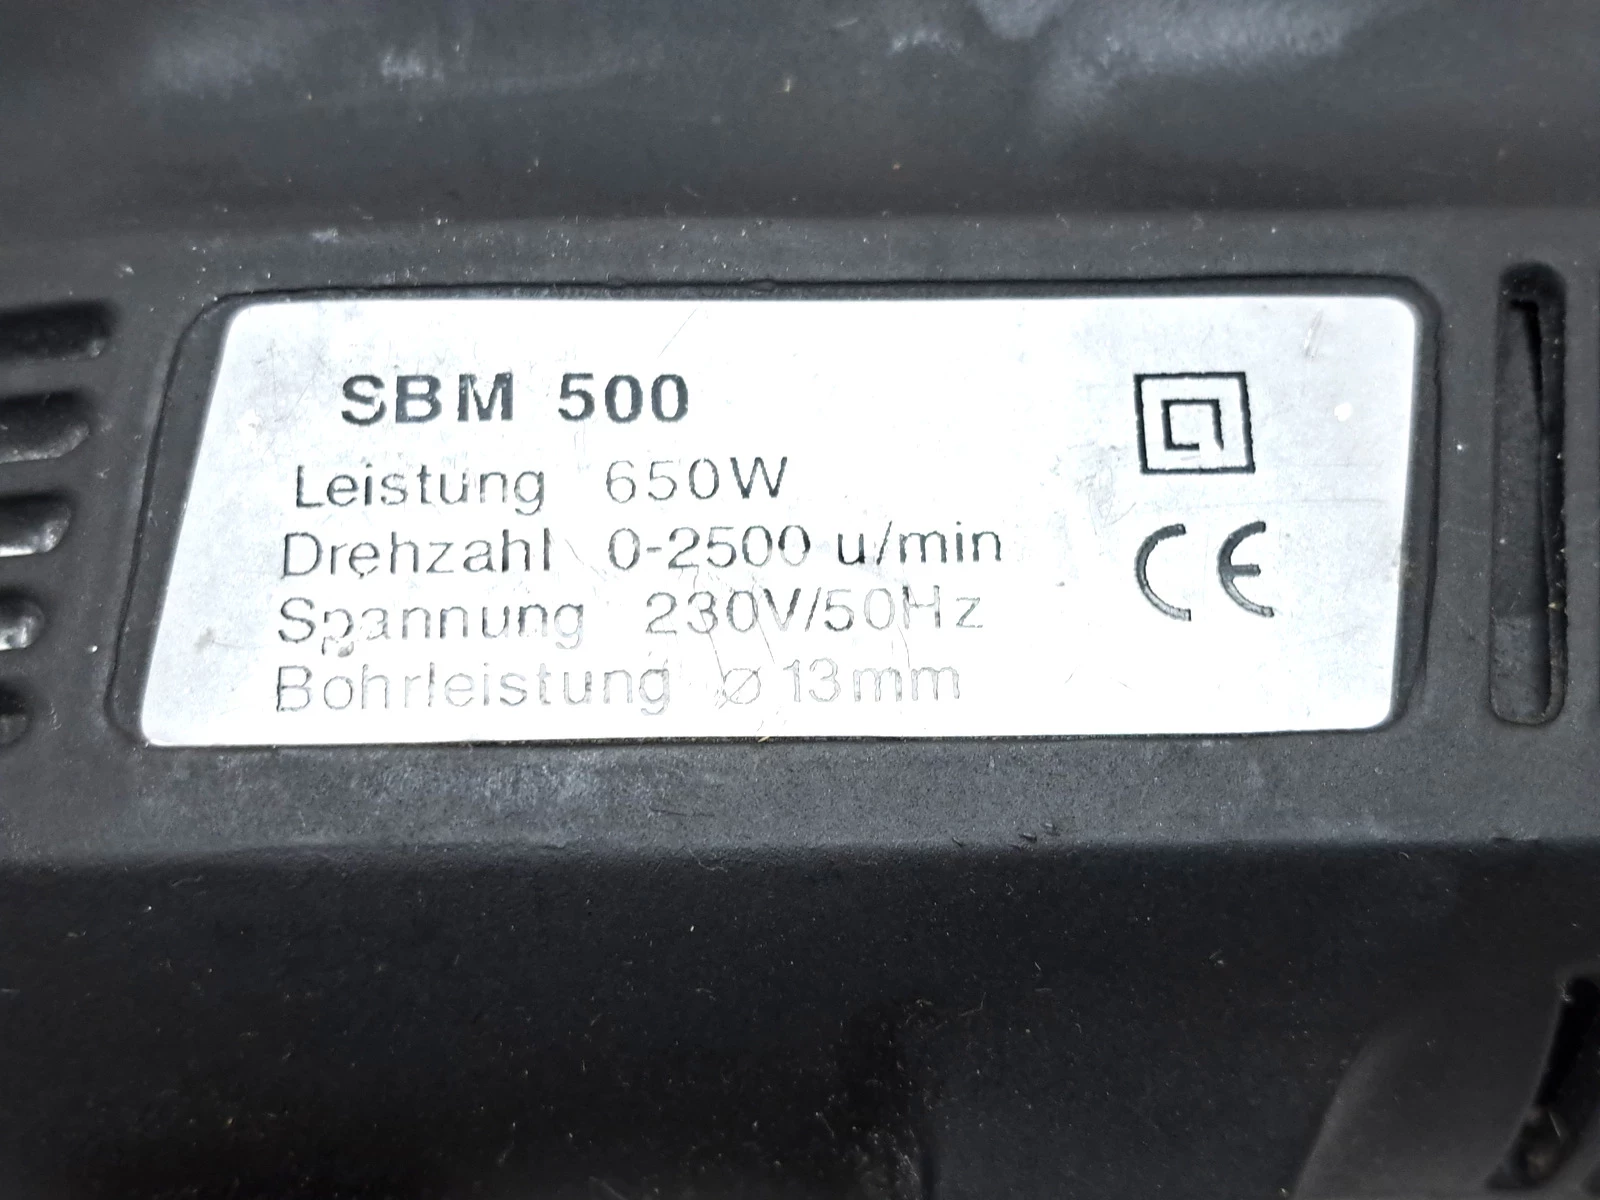 SBM 500
Leistung 650W
Drehzahl 0-2500 u/min
Spannung 230V/50Hz
Bohrleistung ⌀ 13mm
CE